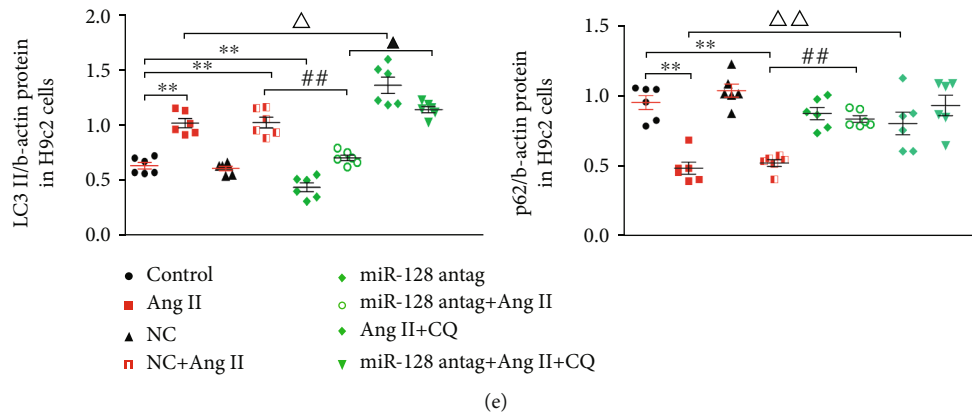 LC3 II/b-actin protein
in H9c2 cells
2.0
1.5
1.0
0.5
0.0
**
**
**
##
##
△
▲
p62/b-actin protein
in H9c2 cells
1.5
1.0
0.5
0.0
**
**
##
△ △
Control
Ang II
NC
NC+Ang II
miR-128 antag
miR-128 antag+Ang II
Ang II+CQ
miR-128 antag+Ang II+CQ
(e)